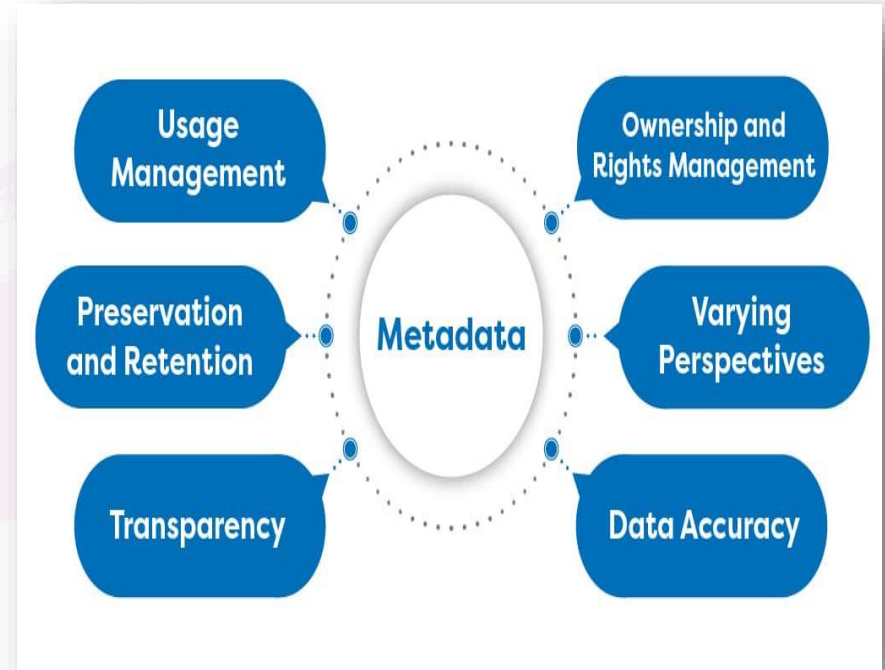 Usage
Management
Ownership and
Rights Management
Preservation
and Retention
Metadata
Varying
Perspectives
Transparency
Data Accuracy